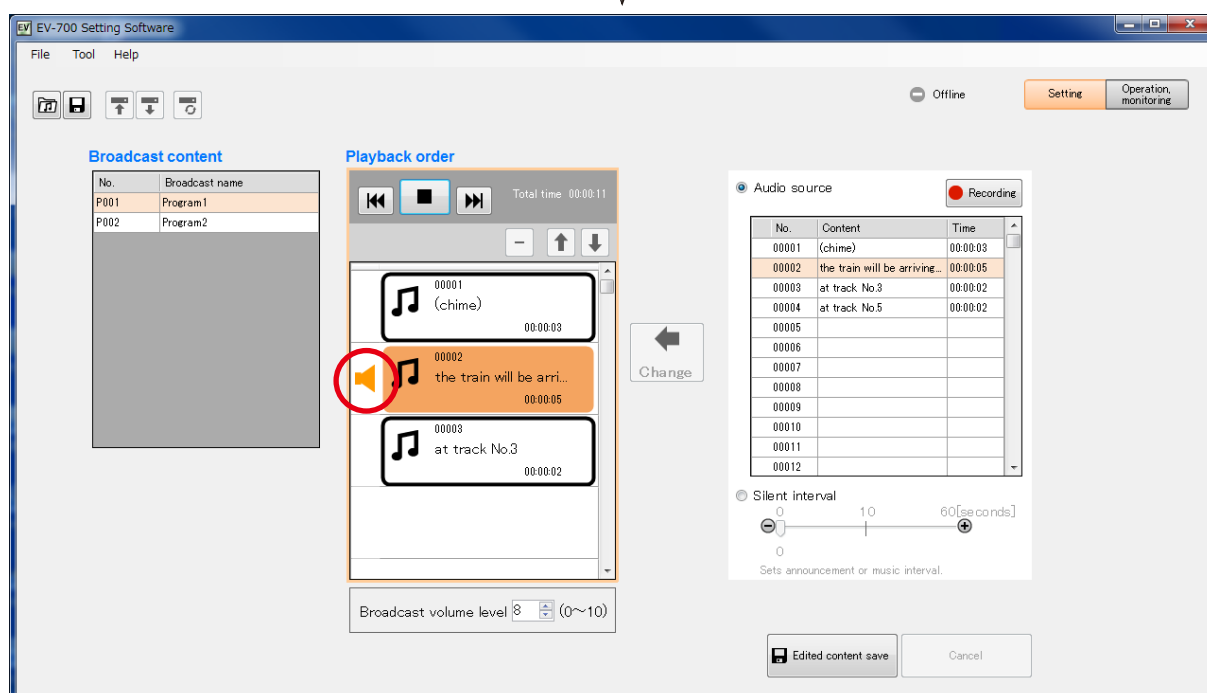 EV EV-700 Setting Software
File Tool Help
Offline
Setting
Operation,
monitoring
Broadcast content
No. Broadcast name
P001 Program1
P002 Program2
Playback order
Total time 00:00:11
00001
(chime)
00:00:03
00002
the train will be arri...
00:00:05
00003
at track No.3
00:00:02
Broadcast volume level 8 (0～10)
Change
Audio source
Recording
No. Content Time
00001 (chime) 00:00:03
00002 the train will be arriving... 00:00:05
00003 at track No.3 00:00:02
00004 at track No.5 00:00:02
00005
00006
00007
00008
00009
00010
00011
00012
Silent interval
0 10 60[seconds]
0
Sets announcement or music interval.
Edited content save
Cancel